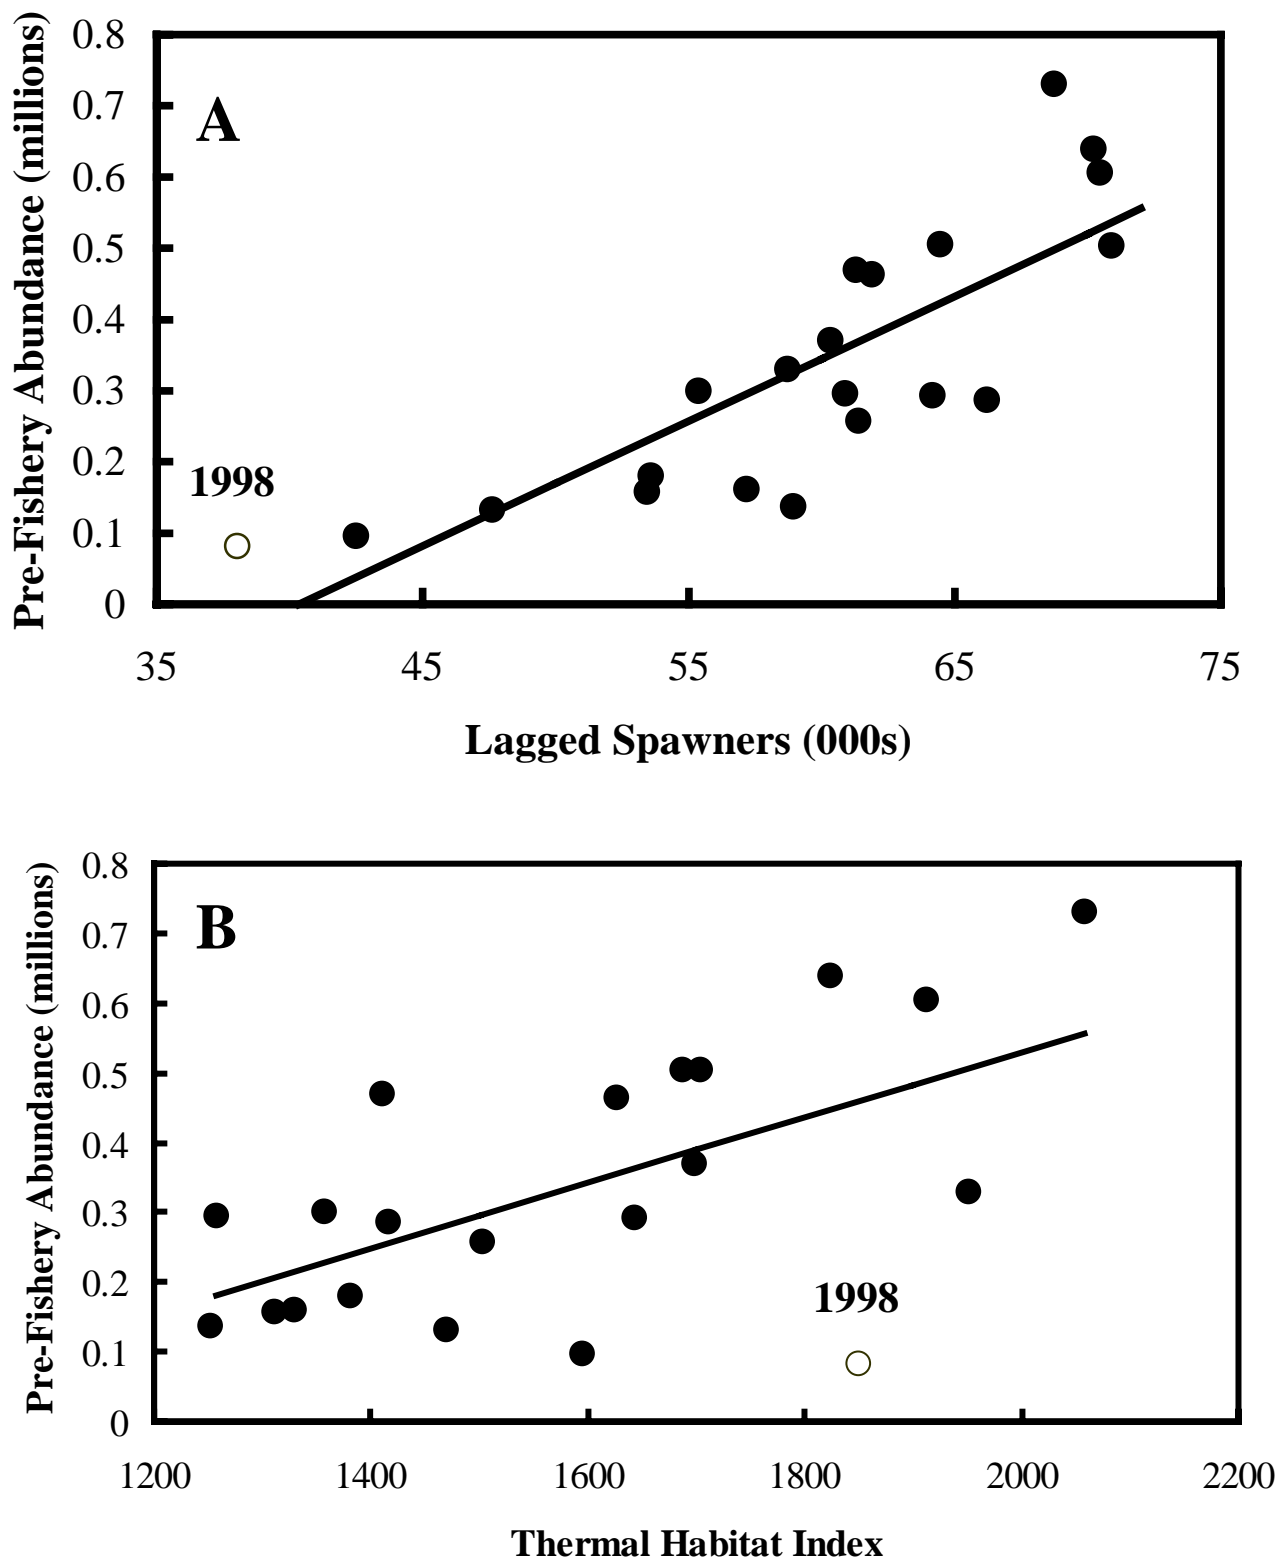 Pre-Fishery Abundance (millions)
0.8
0.7
0.6
0.5
0.4
0.3
0.2
0.1
0
A
1998
35 45 55 65 75
Lagged Spawners (000s)
Pre-Fishery Abundance (millions)
0.8
0.7
0.6
0.5
0.4
0.3
0.2
0.1
0
B
1998
1200 1400 1600 1800 2000 2200
Thermal Habitat Index